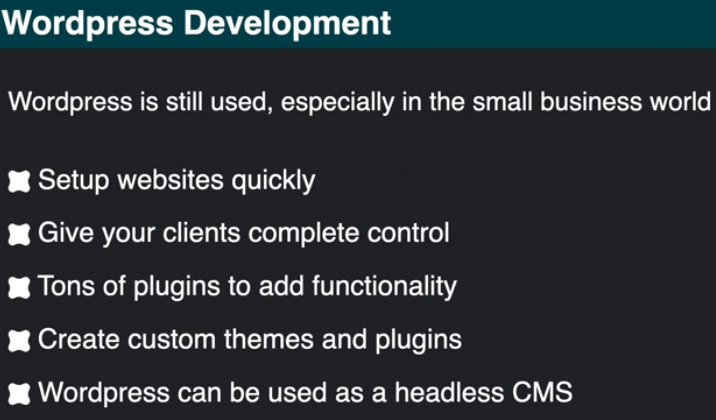 Wordpress Development
Wordpress is still used, especially in the small business world
Setup websites quickly
Give your clients complete control
Tons of plugins to add functionality
Create custom themes and plugins
Wordpress can be used as a headless CMS